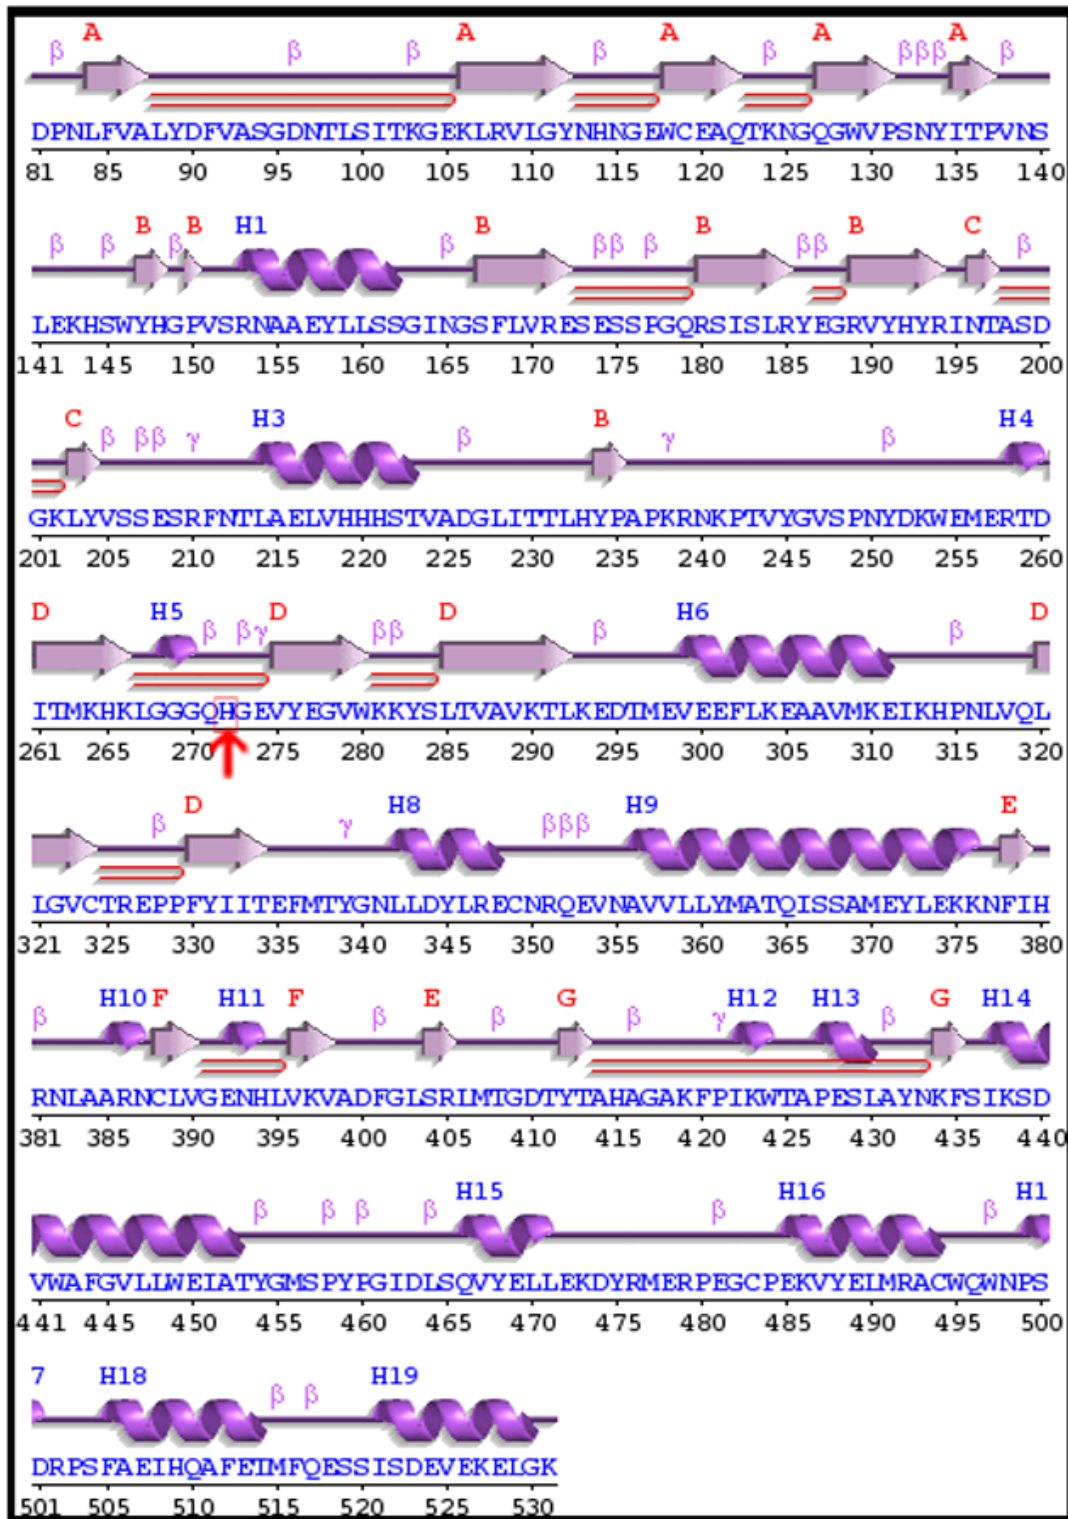 A A A A A
β β β β β βββ β
DPNLFVALYDFVASGDNTLSITKGEKLRVLGYNHNGEWCEAQTKNGQGWVPSNYITPVNS
81 85 90 95 100 105 110 115 120 125 130 135 140
B B H1 B B B C
β β β β ββ β ββ β
LEKHSWYHGPVSRNAAEYLLSSGINGSFLVRESESSPGQRSISLRYEGRVYHYRINTASD
141 145 150 155 160 165 170 175 180 185 190 195 200
C H3 B H4
β ββ γ β γ β
GKLYVSSESRFNTLAELVHHHSTVADGLITTLHYPAPKRNKPTVYGVSPNYDKWEMERTD
201 205 210 215 220 225 230 235 240 245 250 255 260
D H5 D D H6 D
β βγ ββ β β
ITMKHKLGGGQHGEVYEGVWKKYSLTVAVKTLKEDTMEVEEFLKEAAVMKEIKHPNLVQL
261 265 270 275 280 285 290 295 300 305 310 315 320
D H8 H9 E
β γ βββ
LGVCTREPPFYIITEFMTYGNLLDYLRECNRQEVNAVVLLYMATQISSAMEYLEKKNFIH
321 325 330 335 340 345 350 355 360 365 370 375 380
H10 F H11 F E G H12 H13 G H14
β β β β γ β
RNLAARNCLVGENHLVKVADFGLSRLMTGDTYTAHAGAKFPIKWTAPESLAYNKFSIKSD
381 385 390 395 400 405 410 415 420 425 430 435 440
H15 H16 H1
β β β β β β
VWAFGVLLWEIATYGMSPYPGIDLSQVYELLEKDYRMERPEGCPEKVYELMRACWQWNPS
441 445 450 455 460 465 470 475 480 485 490 495 500
7 H18 H19
β β
DRPSFAEIHQAFETMFQESSISDEVEKELGK
501 505 510 515 520 525 530